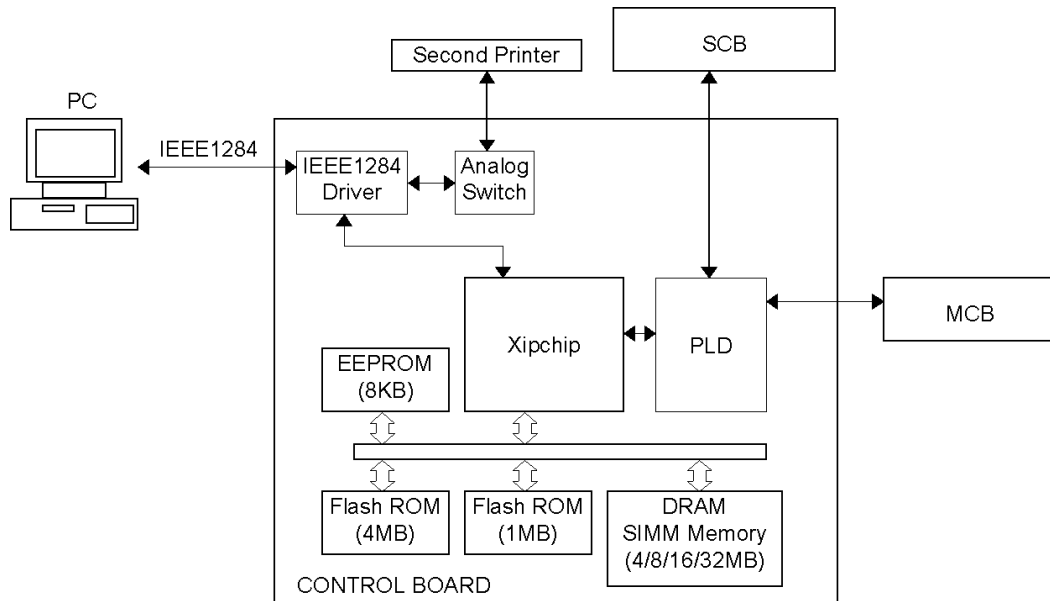 Second Printer
SCB
PC
IEEE1284
IEEE1284
Driver
Analog
Switch
MCB
Xipchip
PLD
EEPROM
(8KB)
Flash ROM
(4MB)
Flash ROM
(1MB)
DRAM
SIMM Memory
(4/8/16/32MB)
CONTROL BOARD